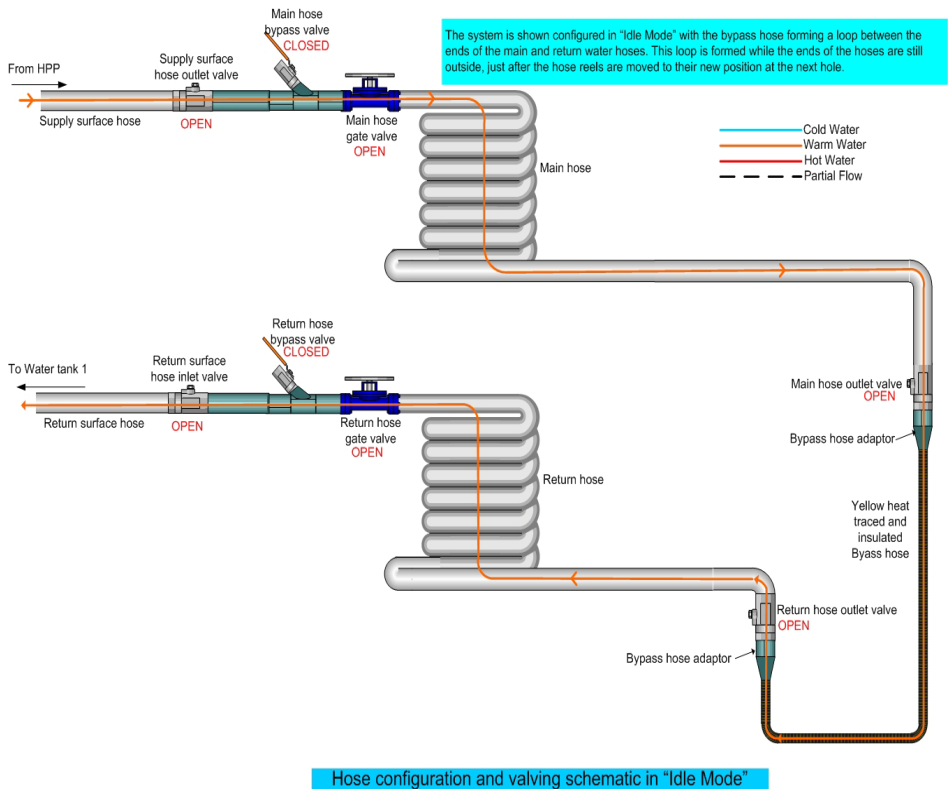 Main hose
bypass valve
CLOSED
The system is shown configured in “Idle Mode” with the bypass hose forming a loop between the
ends of the main and return water hoses. This loop is formed while the ends of the hoses are still
outside, just after the hose reels are moved to their new position at the next hole.
From HPP
Supply surface
hose outlet valve
Supply surface hose
OPEN
Main hose
gate valve
OPEN
Main hose
Cold Water
Warm Water
Hot Water
Partial Flow
Return hose
bypass valve
CLOSED
To Water tank 1
Return surface
hose inlet valve
Return surface hose
OPEN
Return hose
gate valve
OPEN
Main hose outlet valve
OPEN
Bypass hose adaptor
Return hose
Yellow heat
traced and
insulated
Byass hose
Return hose outlet valve
OPEN
Bypass hose adaptor
Hose configuration and valving schematic in “Idle Mode”